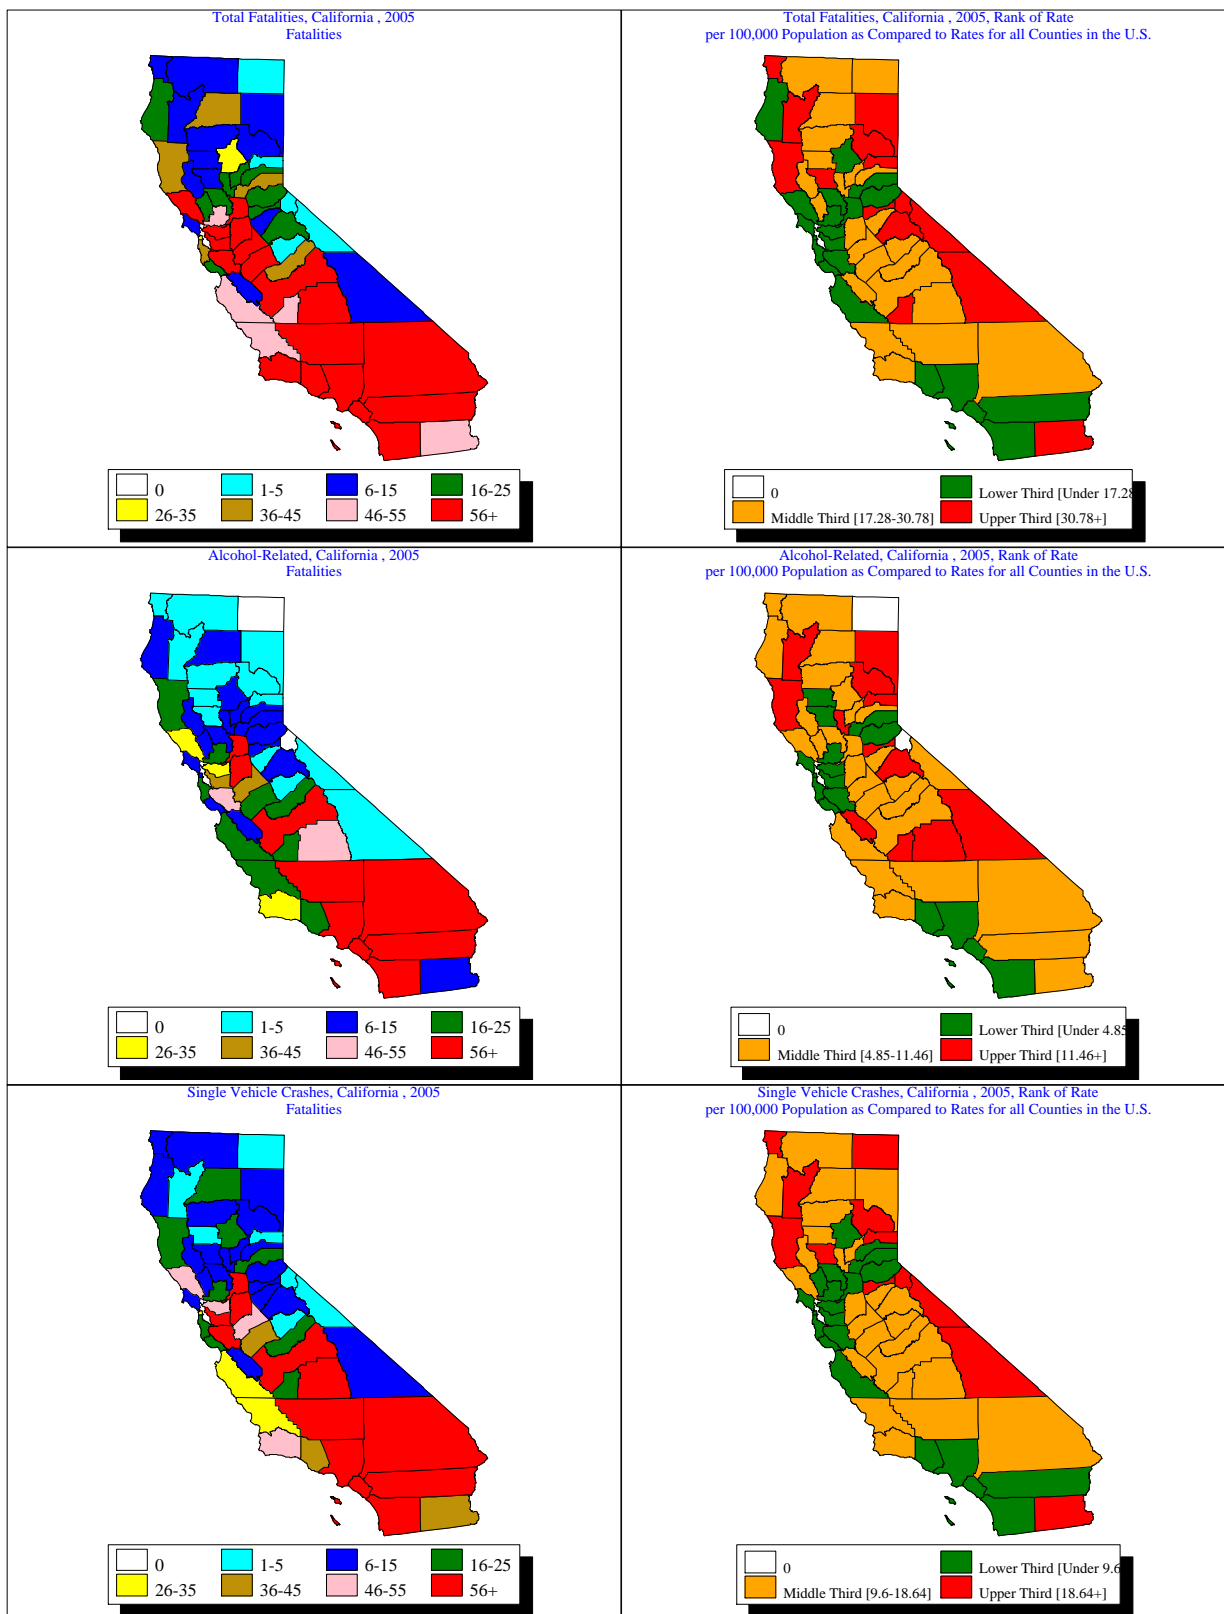 Total Fatalities, California , 2005
Fatalities
0
1-5
6-15
16-25
26-35
36-45
46-55
56+
Total Fatalities, California , 2005, Rank of Rate
per 100,000 Population as Compared to Rates for all Counties in the U.S.
0
Lower Third [Under 17.28
Middle Third [17.28-30.78]
Upper Third [30.78+]
Alcohol-Related, California , 2005
Fatalities
0
1-5
6-15
16-25
26-35
36-45
46-55
56+
Alcohol-Related, California , 2005, Rank of Rate
per 100,000 Population as Compared to Rates for all Counties in the U.S.
0
Lower Third [Under 4.85
Middle Third [4.85-11.46]
Upper Third [11.46+]
Single Vehicle Crashes, California , 2005
Fatalities
0
1-5
6-15
16-25
26-35
36-45
46-55
56+
Single Vehicle Crashes, California , 2005, Rank of Rate
per 100,000 Population as Compared to Rates for all Counties in the U.S.
0
Lower Third [Under 9.6
Middle Third [9.6-18.64]
Upper Third [18.64+]